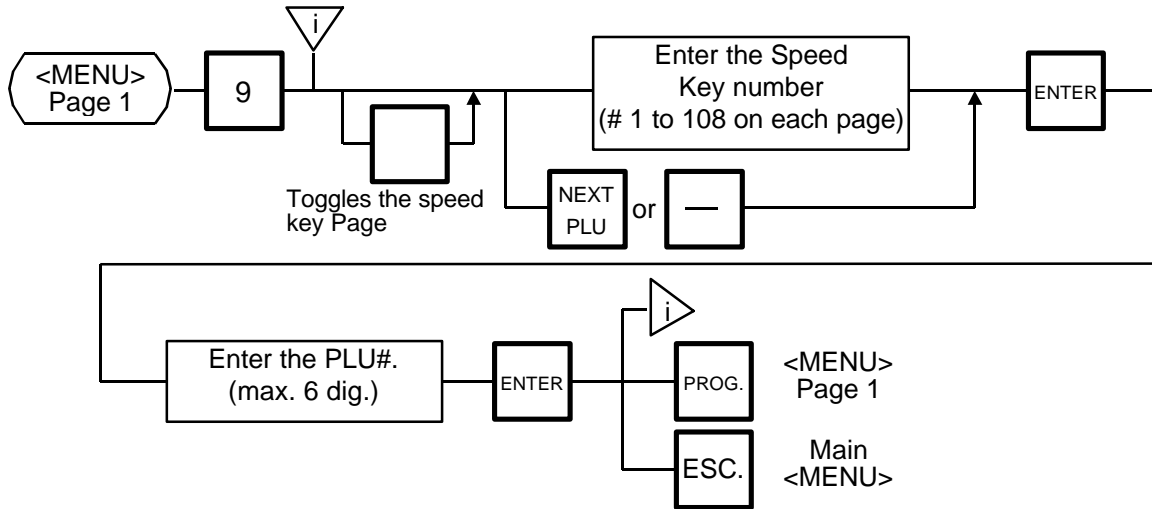 i
<MENU>
Page 1
9
Enter the Speed
Key number
(# 1 to 108 on each page)
ENTER
Toggles the speed
key Page
NEXT
PLU
or
—
i
Enter the PLU#.
(max. 6 dig.)
ENTER
PROG.
<MENU>
Page 1
ESC.
Main
<MENU>